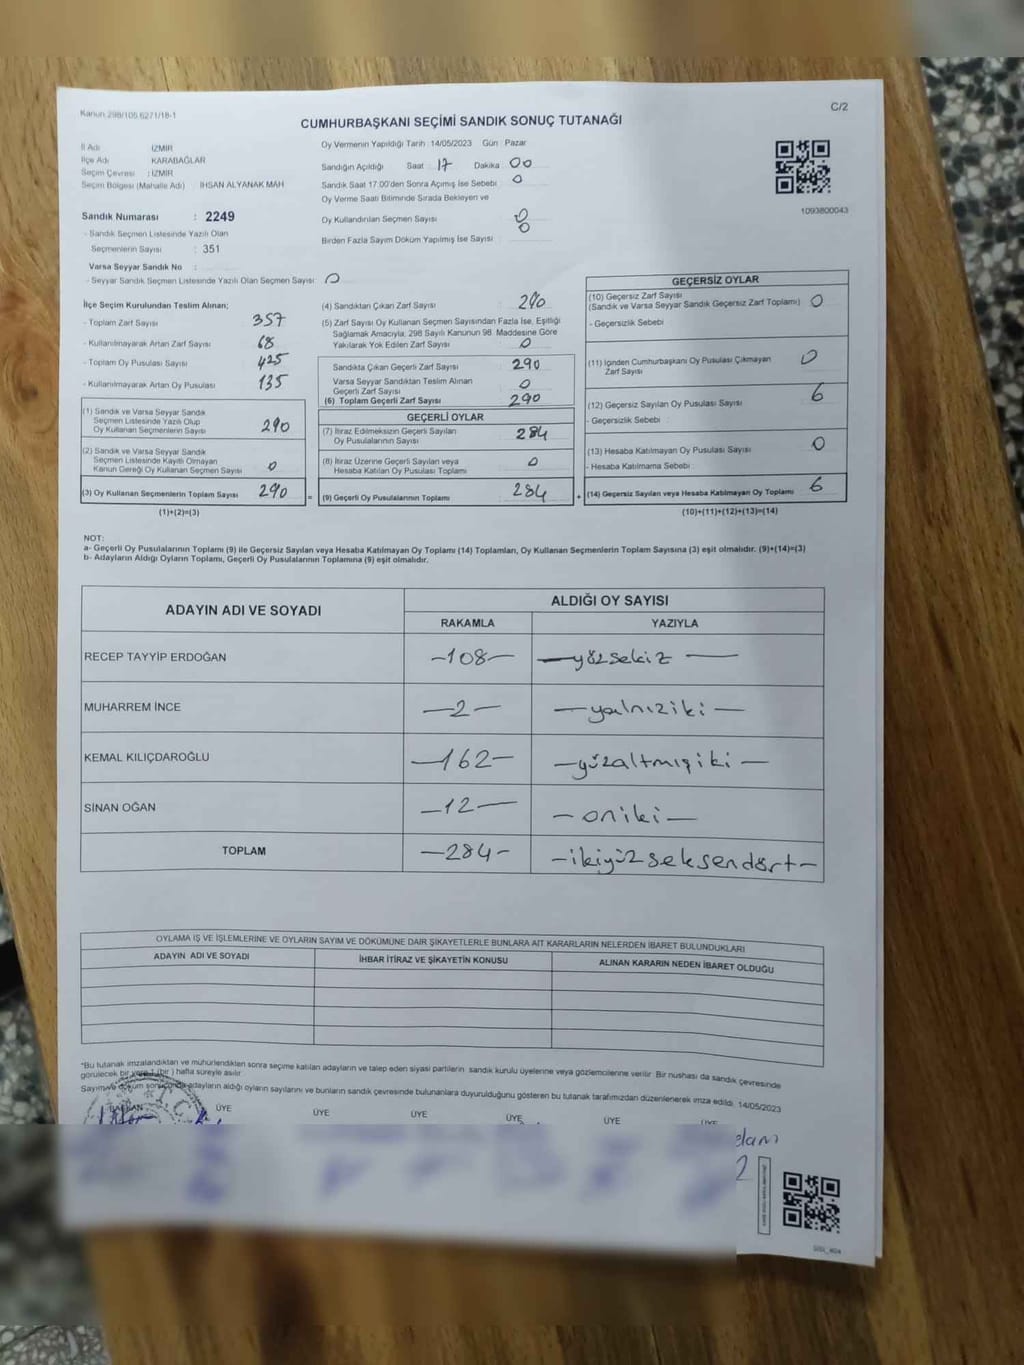 Kanun 298/105 6271/18-1
C/2
CUMHURBAŞKANI SEÇİMİ SANDIK SONUÇ TUTANAĞI
İl Adı : İZMİR
İlçe Adı : KARABAĞLAR
Seçim Çevresi : İZMİR
Seçim Bölgesi (Mahalle Adı) İHSAN ALYANAK MAH
Sandık Numarası : 2249
- Sandık Seçmen Listesinde Yazılı Olan
Seçmenlerin Sayısı : 351
Varsa Seyyar Sandık No :
- Seyyar Sandık Seçmen Listesinde Yazılı Olan Seçmen Sayısı: 0
Oy Vermenin Yapıldığı Tarih : 14/05/2023 Gün : Pazar
Sandığın Açıldığı Saat : 17 Dakika : 00
Sandık Saat 17.00'den Sonra Açılmış İse Sebebi : 0
Oy Verme Saati Bitiminde Sırada Bekleyen ve
Oy Kullandırılan Seçmen Sayısı : 0
Birden Fazla Sayım Döküm Yapılmış İse Sayısı : 0
1093800043
İlçe Seçim Kurulundan Teslim Alınan;
- Toplam Zarf Sayısı : 357
- Kullanılmayarak Artan Zarf Sayısı : 68
- Toplam Oy Pusulası Sayısı : 425
- Kullanılmayarak Artan Oy Pusulası : 135
(1) Sandık ve Varsa Seyyar Sandık
Seçmen Listesinde Yazılı Olup
Oy Kullanan Seçmenlerin Sayısı 290
(2) Sandık ve Varsa Seyyar Sandık
Seçmen Listesinde Kayıtlı Olmayan
Kanun Gereği Oy Kullanan Seçmen Sayısı 0
(3) Oy Kullanan Seçmenlerin Toplam Sayısı 290
(1)+(2)=(3)
(4) Sandıktan Çıkan Zarf Sayısı : 290
(5) Zarf Sayısı Oy Kullanan Seçmen Sayısından Fazla İse, Eşitliği
Sağlamak Amacıyla, 298 Sayılı Kanunun 98. Maddesine Göre
Yakılarak Yok Edilen Zarf Sayısı : 0
Sandıkta Çıkan Geçerli Zarf Sayısı : 290
Varsa Seyyar Sandıktan Teslim Alınan
Geçerli Zarf Sayısı : 0
(6) Toplam Geçerli Zarf Sayısı : 290
GEÇERLİ OYLAR
(7) İtiraz Edilmeksizin Geçerli Sayılan
Oy Pusulalarının Sayısı : 284
(8) İtiraz Üzerine Geçerli Sayılan veya
Hesaba Katılan Oy Pusulası Toplamı : 0
= (9) Geçerli Oy Pusulalarının Toplamı : 284
GEÇERSİZ OYLAR
(10) Geçersiz Zarf Sayısı
(Sandık ve Varsa Seyyar Sandık Geçersiz Zarf Toplamı) 0
- Geçersizlik Sebebi :
(11) İçinden Cumhurbaşkanı Oy Pusulası Çıkmayan
Zarf Sayısı : 0
(12) Geçersiz Sayılan Oy Pusulası Sayısı : 6
- Geçersizlik Sebebi :
(13) Hesaba Katılmayan Oy Pusulası Sayısı : 0
- Hesaba Katılmama Sebebi :
+ (14) Geçersiz Sayılan veya Hesaba Katılmayan Oy Toplamı : 6
(10)+(11)+(12)+(13)=(14)
NOT:
a- Geçerli Oy Pusulalarının Toplamı (9) ile Geçersiz Sayılan veya Hesaba Katılmayan Oy Toplamı (14) Toplamları, Oy Kullanan Seçmenlerin Toplam Sayısına (3) eşit olmalıdır. (9)+(14)=(3)
b- Adayların Aldığı Oyların Toplamı, Geçerli Oy Pusulalarının Toplamına (9) eşit olmalıdır.
ADAYIN ADI VE SOYADI ALDIĞI OY SAYISI
RAKAMLA YAZIYLA
RECEP TAYYİP ERDOĞAN -108- -yüzsekiz-
MUHARREM İNCE -2- -yalnıziki-
KEMAL KILIÇDAROĞLU -162- -yüzaltmışiki-
SİNAN OĞAN -12- -oniki-
TOPLAM -284- -ikiyüzseksendört-
OYLAMA İŞ VE İŞLEMLERİNE VE OYLARIN SAYIM VE DÖKÜMÜNE DAİR ŞİKAYETLERLE BUNLARA AİT KARARLARIN NELERDEN İBARET BULUNDUKLARI
ADAYIN ADI VE SOYADI İHBAR İTİRAZ VE ŞİKAYETİN KONUSU ALINAN KARARIN NEDEN İBARET OLDUĞU
*Bu tutanak imzalandıktan ve mühürlendikten sonra seçime katılan adayların ve talep eden siyasi partilerin sandık kurulu üyelerine veya gözlemcilerine verilir. Bir nüshası da sandık çevresinde
görülecek bir yere 1 (bir) hafta süreyle asılır.
Sayım ve döküm sonucunda adayların aldığı oyların sayılarını ve bunların sandık çevresinde bulunanlara duyurulduğunu gösteren bu tutanak tarafımızdan düzenlenerek imza edildi. 14/05/2023
BAŞKAN ÜYE ÜYE ÜYE ÜYE ÜYE ÜYE